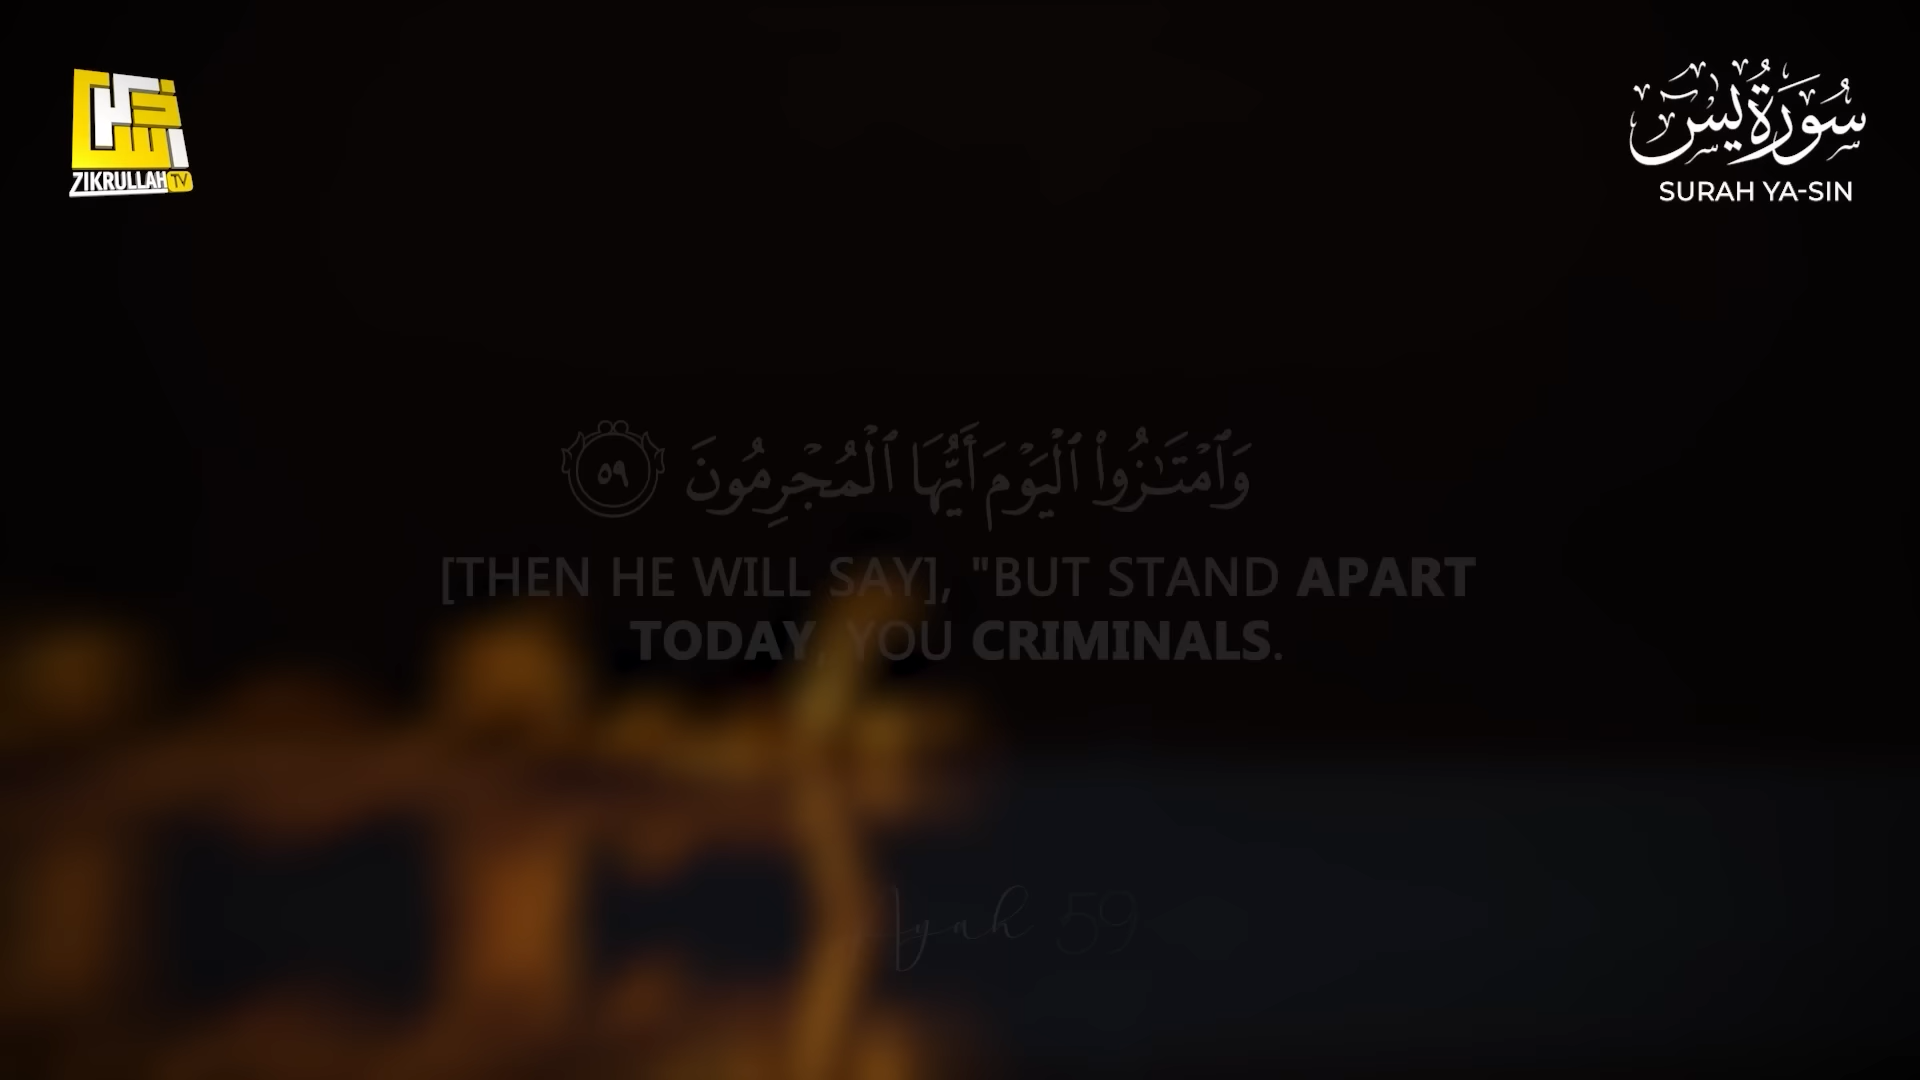 ZIKRULLAH TV
سُورَةُ يس
SURAH YA-SIN
وَٱمْتَـٰزُوا۟ ٱلْيَوْمَ أَيُّهَا ٱلْمُجْرِمُونَ ٥٩
[THEN HE WILL SAY], "BUT STAND APART
TODAY, YOU CRIMINALS.
Ayah 59